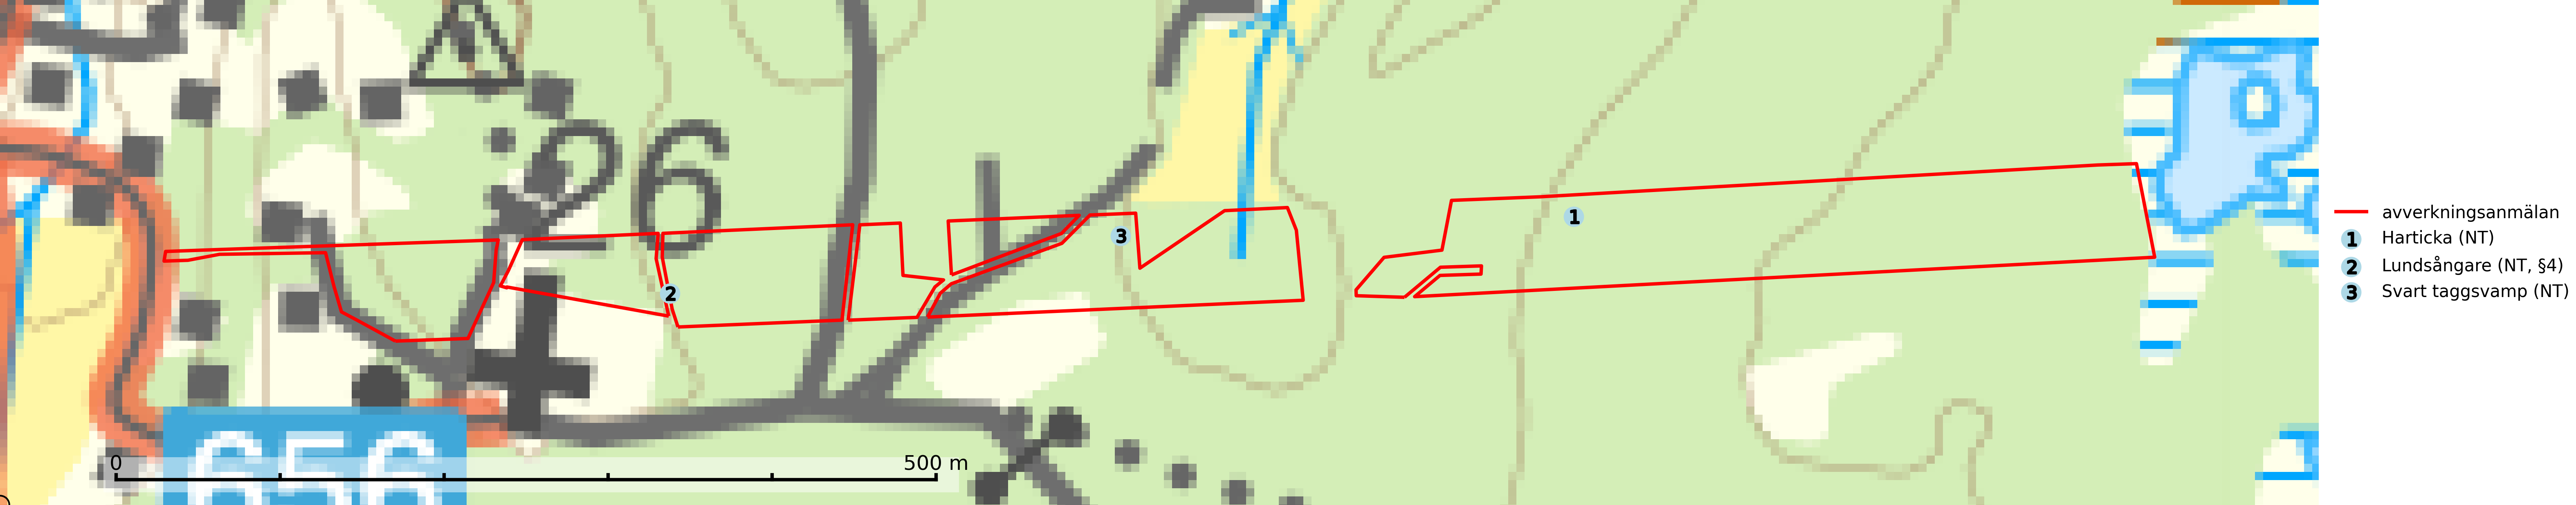 26
656
0 500 m
avverkningsanmälan
1 Harticka (NT)
2 Lundsångare (NT, §4)
3 Svart taggsvamp (NT)
1
2
3